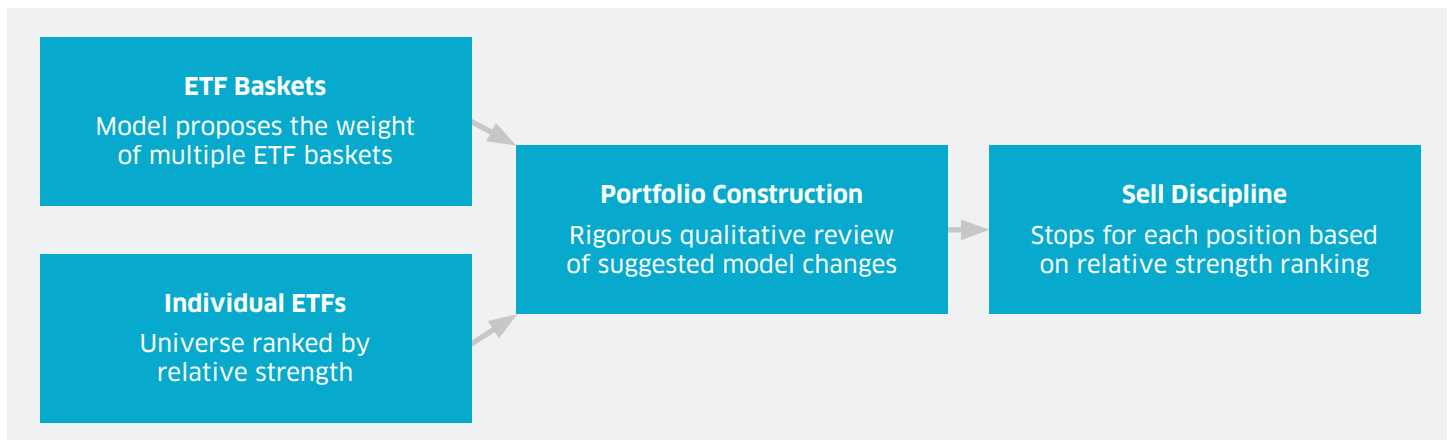 ETF Baskets
Model proposes the weight
of multiple ETF baskets
Individual ETFs
Universe ranked by
relative strength
Portfolio Construction
Rigorous qualitative review
of suggested model changes
Sell Discipline
Stops for each position based
on relative strength ranking